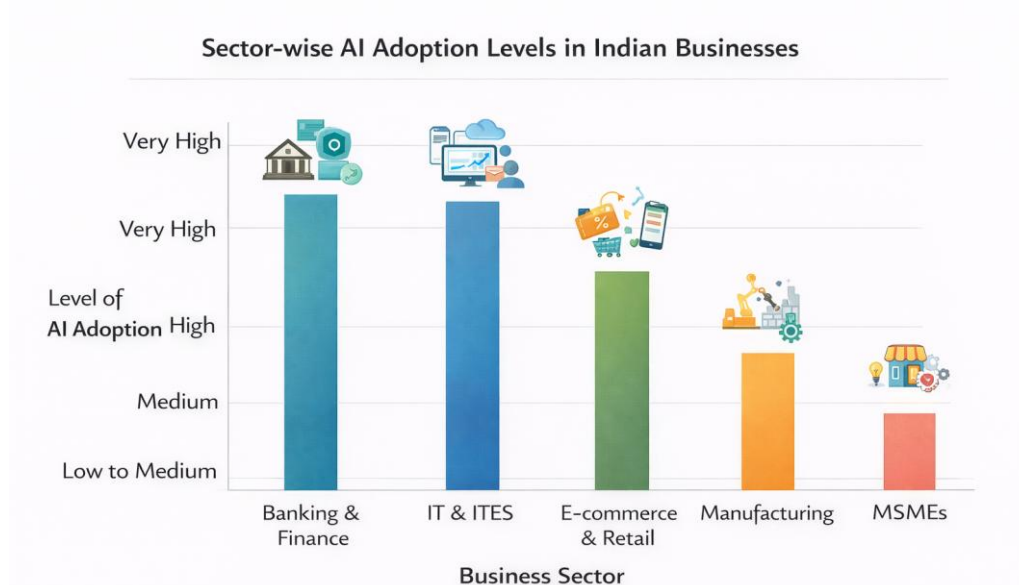 Sector-wise AI Adoption Levels in Indian Businesses
Very High
Very High
Level of
AI Adoption High
Medium
Low to Medium
Banking &
Finance
IT & ITES
E-commerce
& Retail
Manufacturing
MSMEs
Business Sector
%